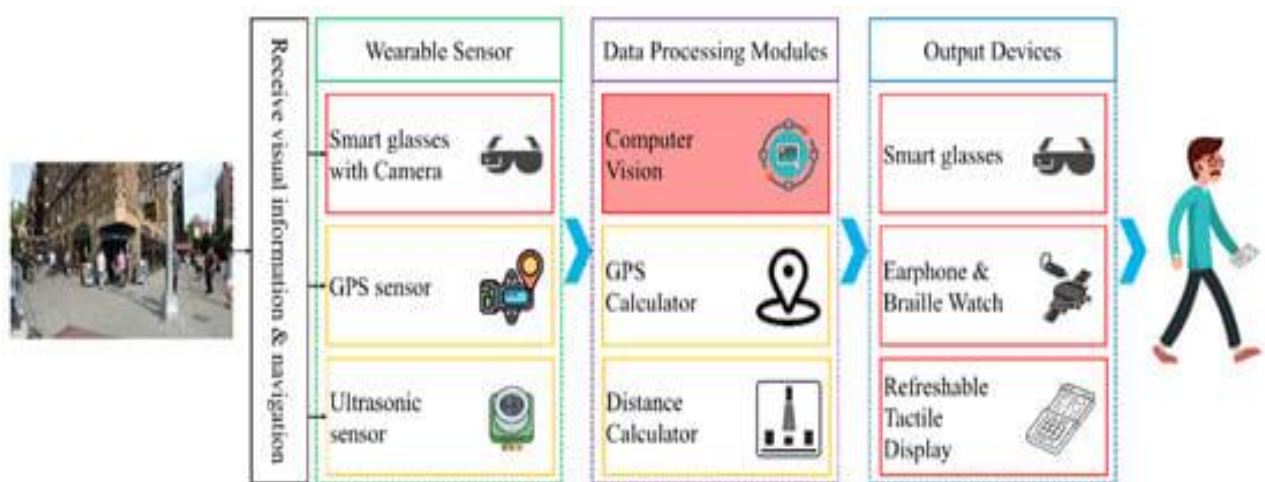 Receive visual information & navigation
Wearable Sensor
Smart glasses
with Camera
GPS sensor
Ultrasonic
sensor
Data Processing Modules
Computer
Vision
GPS
Calculator
Distance
Calculator
Output Devices
Smart glasses
Earphone &
Braille Watch
Refreshable
Tactile
Display